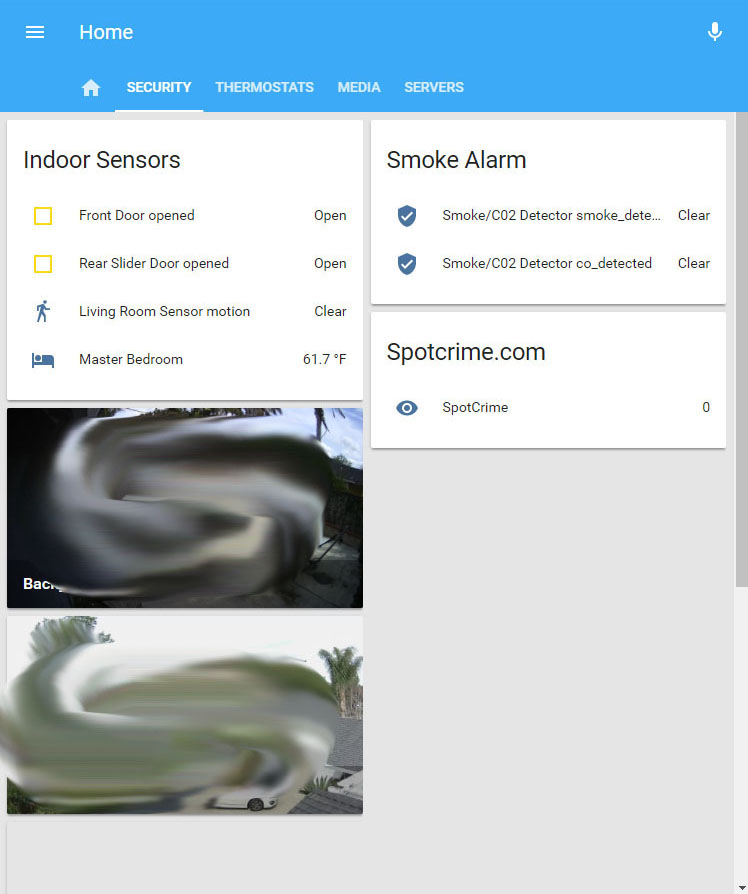 Home
SECURITY THERMOSTATS MEDIA SERVERS
Indoor Sensors
Front Door opened Open
Rear Slider Door opened Open
Living Room Sensor motion Clear
Master Bedroom 61.7 °F
Smoke Alarm
Smoke/C02 Detector smoke_dete... Clear
Smoke/C02 Detector co_detected Clear
Spotcrime.com
SpotCrime 0